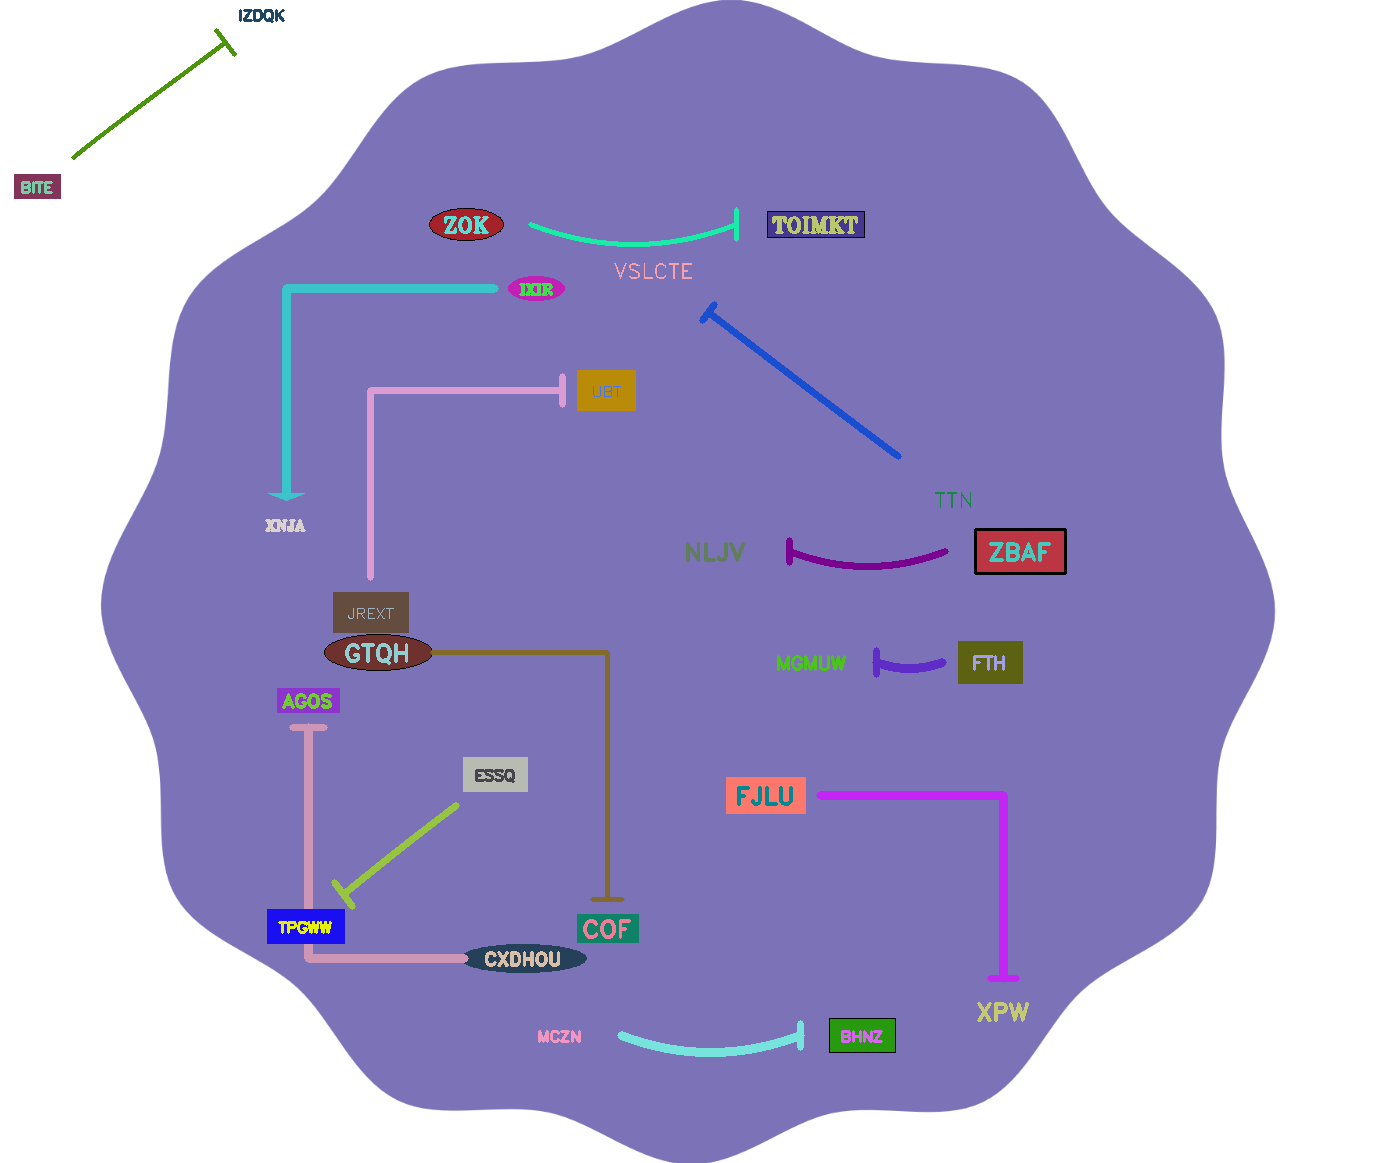 IZDQK
BITE
ZOK
TOIMKT
VSLCTE
IXIR
UBT
TTN
XNJA
NLJV
ZBAF
JREXT
GTQH
MGMUW
FTH
AGOS
ESSQ
FJLU
TPGWW
COF
CXDHOU
XPW
MCZN
BHNZ